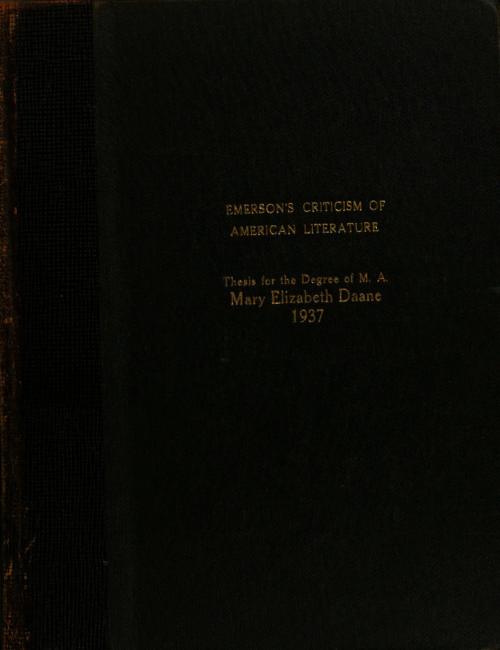 EMERSON'S CRITICISM OF
AMERICAN LITERATURE
Thesis for the Degree of M. A.
Mary Elizabeth Daane
1937